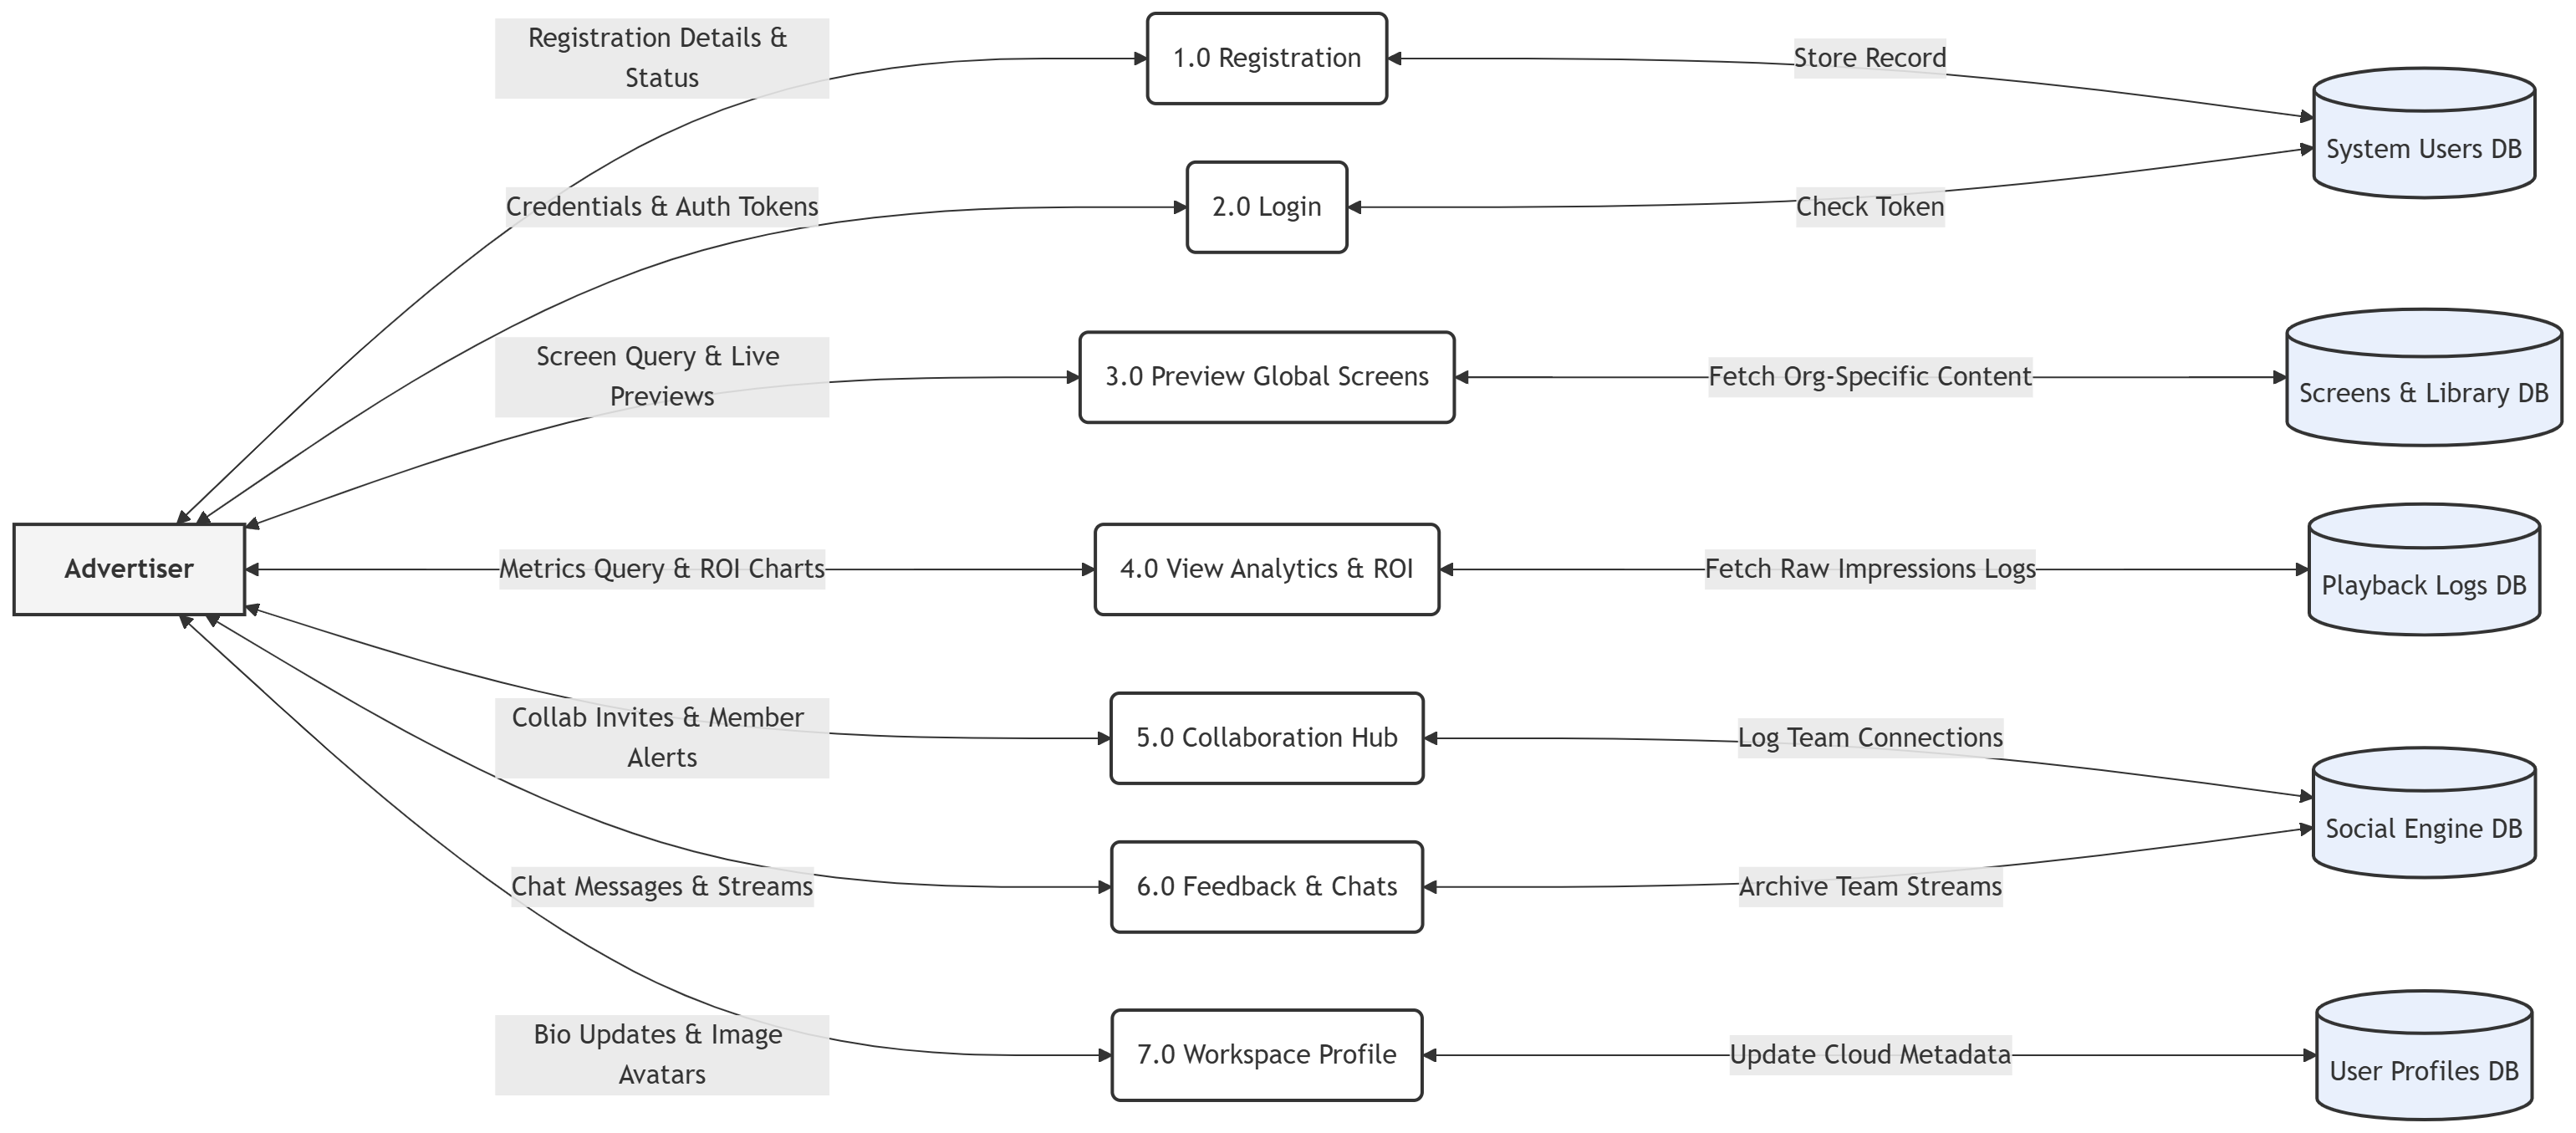 Registration Details &
Status
1.0 Registration
Store Record
System Users DB
Credentials & Auth Tokens
2.0 Login
Check Token
Screen Query & Live
Previews
3.0 Preview Global Screens
Fetch Org-Specific Content
Screens & Library DB
Advertiser
Metrics Query & ROI Charts
4.0 View Analytics & ROI
Fetch Raw Impressions Logs
Playback Logs DB
Collab Invites & Member
Alerts
5.0 Collaboration Hub
Log Team Connections
Social Engine DB
Chat Messages & Streams
6.0 Feedback & Chats
Archive Team Streams
Bio Updates & Image
Avatars
7.0 Workspace Profile
Update Cloud Metadata
User Profiles DB